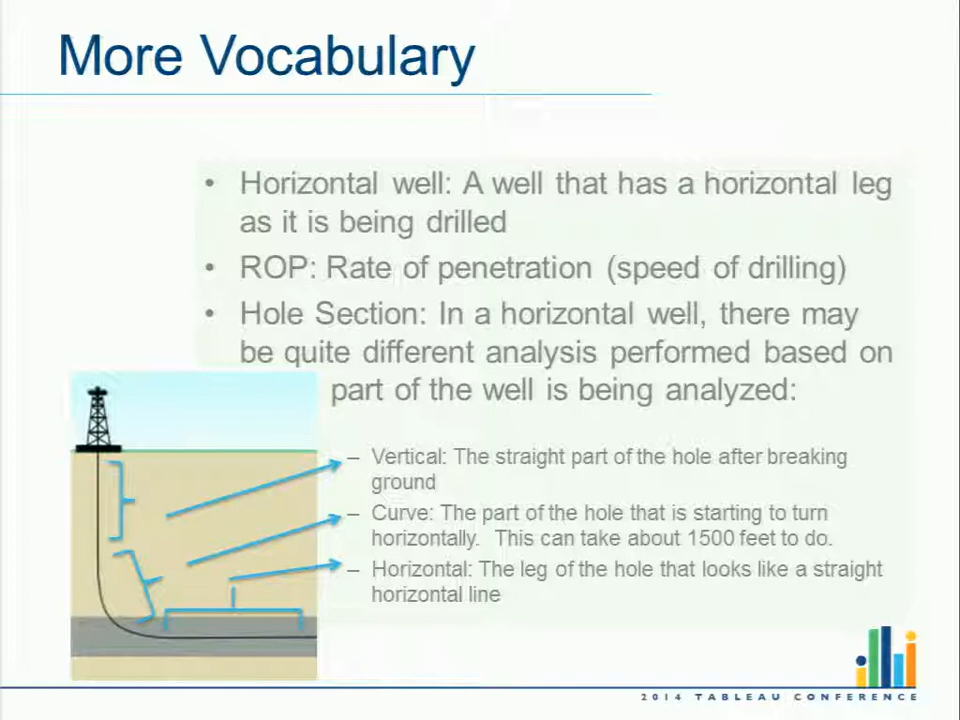 More Vocabulary
• Horizontal well: A well that has a horizontal leg
as it is being drilled
• ROP: Rate of penetration (speed of drilling)
• Hole Section: In a horizontal well, there may
be quite different analysis performed based on
part of the well is being analyzed:
– Vertical: The straight part of the hole after breaking
ground
– Curve: The part of the hole that is starting to turn
horizontally. This can take about 1500 feet to do.
– Horizontal: The leg of the hole that looks like a straight
horizontal line
2014 TABLEAU CONFERENCE